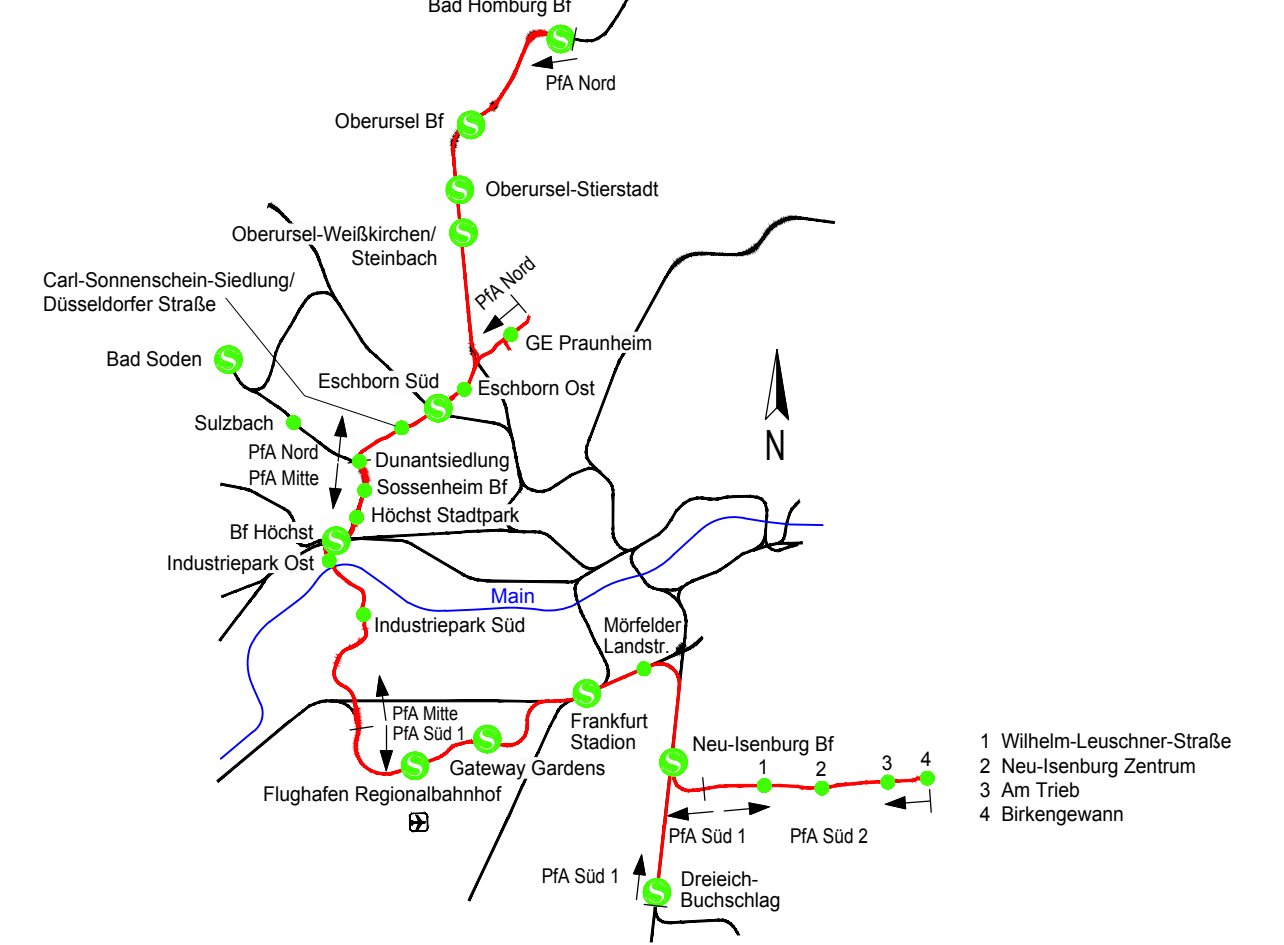 Bad Homburg Bf
PfA Nord
Oberursel Bf
Oberursel-Stierstadt
Oberursel-Weißkirchen/
Steinbach
PfA Nord
Carl-Sonnenschein-Siedlung/
Düsseldorfer Straße
GE Praunheim
Bad Soden
Eschborn Süd
Eschborn Ost
Sulzbach
PfA Nord
PfA Mitte
Dunantsiedlung
Sossenheim Bf
Höchst Stadtpark
Bf Höchst
Industriepark Ost
N
Main
Industriepark Süd
Mörfelder
Landstr.
PfA Mitte
PfA Süd 1
Frankfurt
Stadion
Gateway Gardens
Flughafen Regionalbahnhof
Neu-Isenburg Bf
1
2
3
4
PfA Süd 1
PfA Süd 2
PfA Süd 1
Dreieich-
Buchschlag
1 Wilhelm-Leuschner-Straße
2 Neu-Isenburg Zentrum
3 Am Trieb
4 Birkengewann